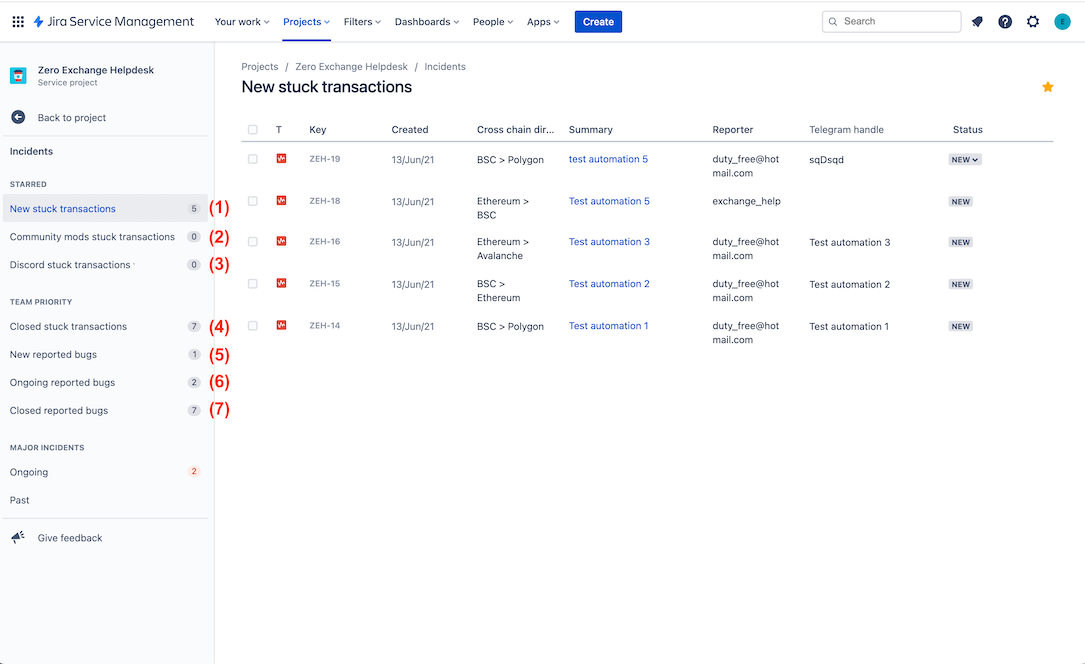 Jira Service Management Your work Projects Filters Dashboards People Apps Create Search
E
Zero Exchange Helpdesk
Service project
Back to project
Incidents
STARRED
New stuck transactions 5 (1)
Community mods stuck transactions 0 (2)
Discord stuck transactions 0 (3)
TEAM PRIORITY
Closed stuck transactions 7 (4)
New reported bugs 1 (5)
Ongoing reported bugs 2 (6)
Closed reported bugs 7 (7)
MAJOR INCIDENTS
Ongoing 2
Past
Give feedback
Projects / Zero Exchange Helpdesk / Incidents
New stuck transactions
T Key Created Cross chain dir... Summary Reporter Telegram handle Status
ZEH-19 13/Jun/21 BSC > Polygon test automation 5 duty_free@hot sqDsqd NEW
mail.com
ZEH-18 13/Jun/21 Ethereum > Test automation 5 exchange_help NEW
BSC
ZEH-16 13/Jun/21 Ethereum > Test automation 3 duty_free@hot Test automation 3 NEW
Avalanche mail.com
ZEH-15 13/Jun/21 BSC > Test automation 2 duty_free@hot Test automation 2 NEW
Ethereum mail.com
ZEH-14 13/Jun/21 BSC > Polygon Test automation 1 duty_free@hot Test automation 1 NEW
mail.com